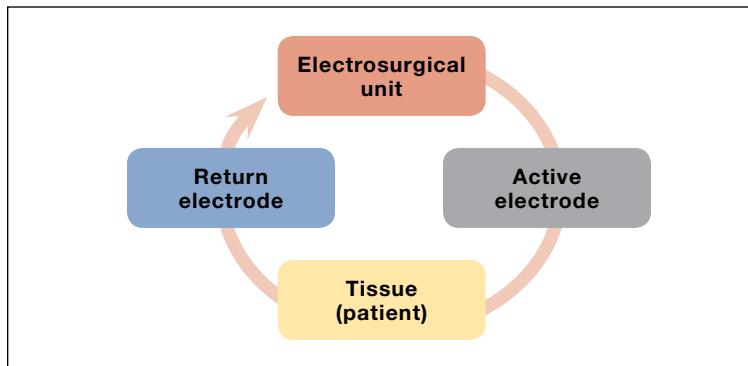 Electrosurgical
unit
Return
electrode
Active
electrode
Tissue
(patient)